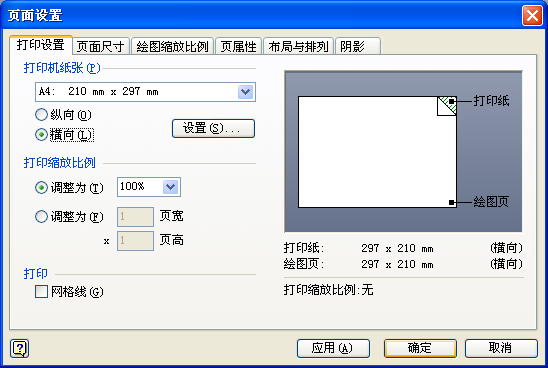 页面设置
打印设置 页面尺寸 绘图缩放比例 页属性 布局与排列 阴影
打印机纸张(P)
A4: 210 mm x 297 mm
纵向(O)
横向(L)
设置(S)...
打印缩放比例
调整为(T) 100%
调整为(F) 1 页宽
x 1 页高
打印
网格线(G)
打印纸
绘图页
打印纸: 297 x 210 mm (横向)
绘图页: 297 x 210 mm (横向)
打印缩放比例:无
? 应用(A) 确定 取消